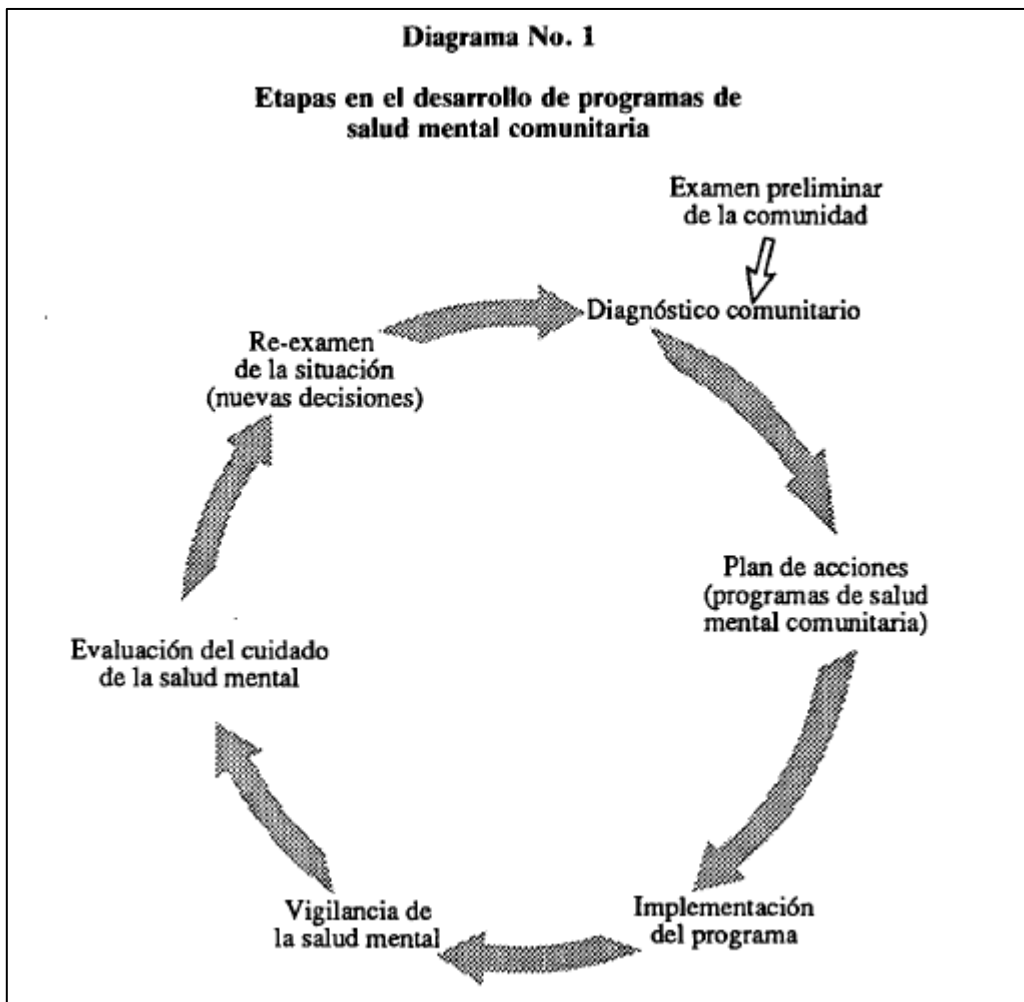 Diagrama No. 1
Etapas en el desarrollo de programas de
salud mental comunitaria
Examen preliminar
de la comunidad
Diagnóstico comunitario
Plan de acciones
(programas de salud
mental comunitaria)
Implementación
del programa
Vigilancia de
la salud mental
Evaluación del cuidado
de la salud mental
Re-examen
de la situación
(nuevas decisiones)